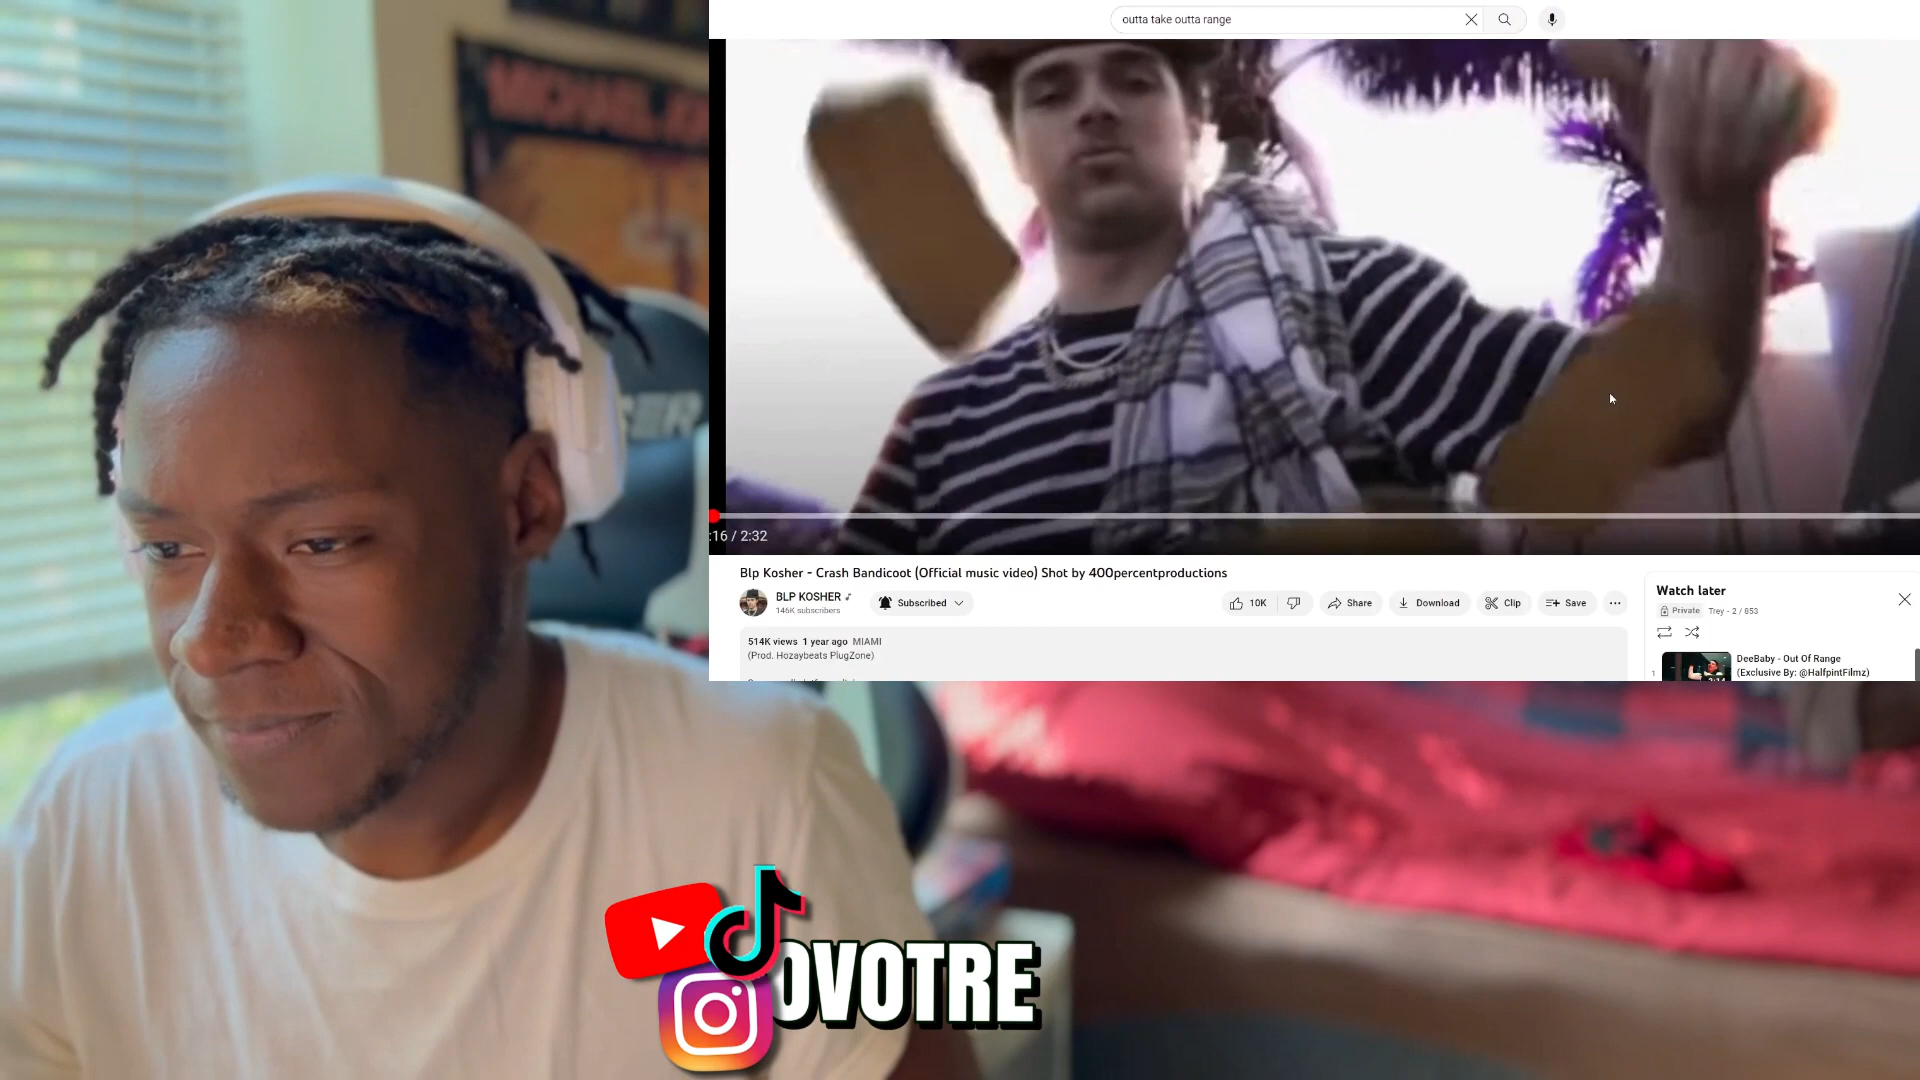 outta take outta range
:16 / 2:32
Blp Kosher - Crash Bandicoot (Official music video) Shot by 400percentproductions
BLP KOSHER
146K subscribers
Subscribed
10K
Share
Download
Clip
Save
514K views 1 year ago MIAMI
(Prod. Hozaybeats PlugZone)
Watch later
Private Trey - 2 / 853
1
DeeBaby - Out Of Range
(Exclusive By: @HalfpintFilmz)
OVOTRE